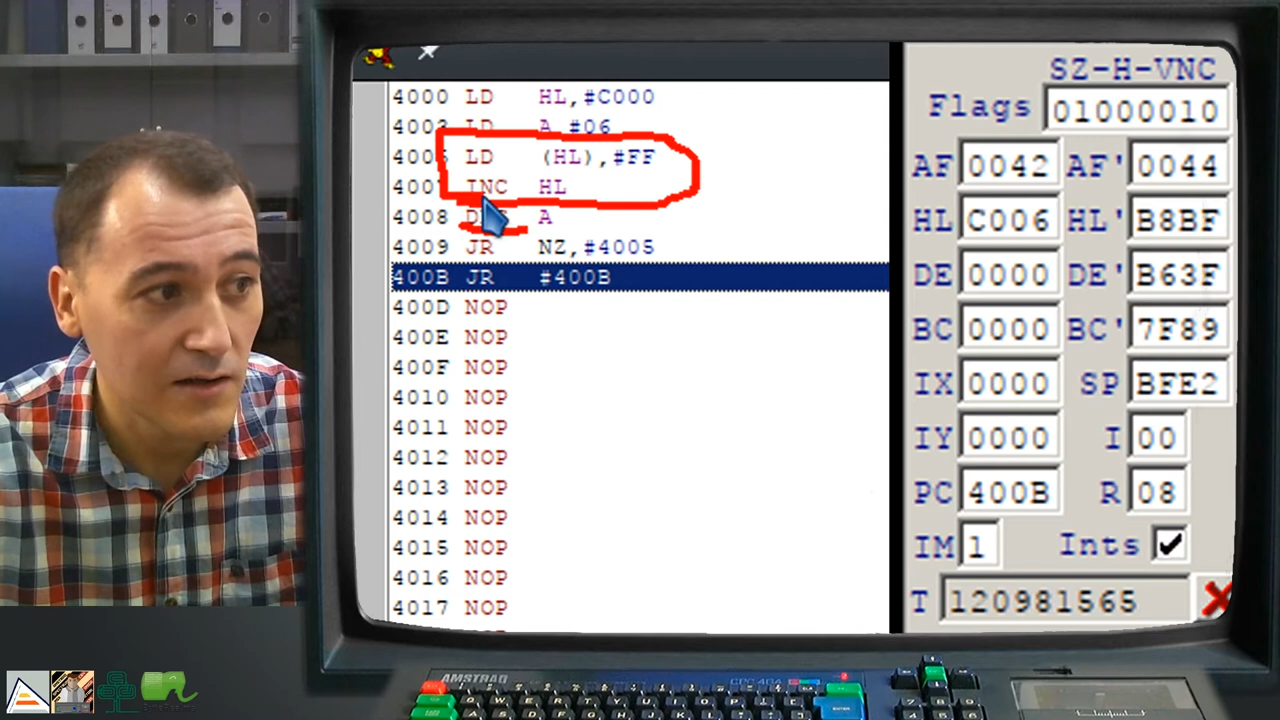 4000 LD HL,#C000
4003 LD A,#06
4005 LD (HL),#FF
4007 INC HL
4008 DEC A
4009 JR NZ,#4005
400B JR #400B
400D NOP
400E NOP
400F NOP
4010 NOP
4011 NOP
4012 NOP
4013 NOP
4014 NOP
4015 NOP
4016 NOP
4017 NOP
SZ-H-VNC
Flags 01000010
AF 0042 AF' 0044
HL C006 HL' B8BF
DE 0000 DE' B63F
BC 0000 BC' 7F89
IX 0000 SP BFE2
IY 0000 I 00
PC 400B R 08
IM 1 Ints
T 120981565
AMSTRAD